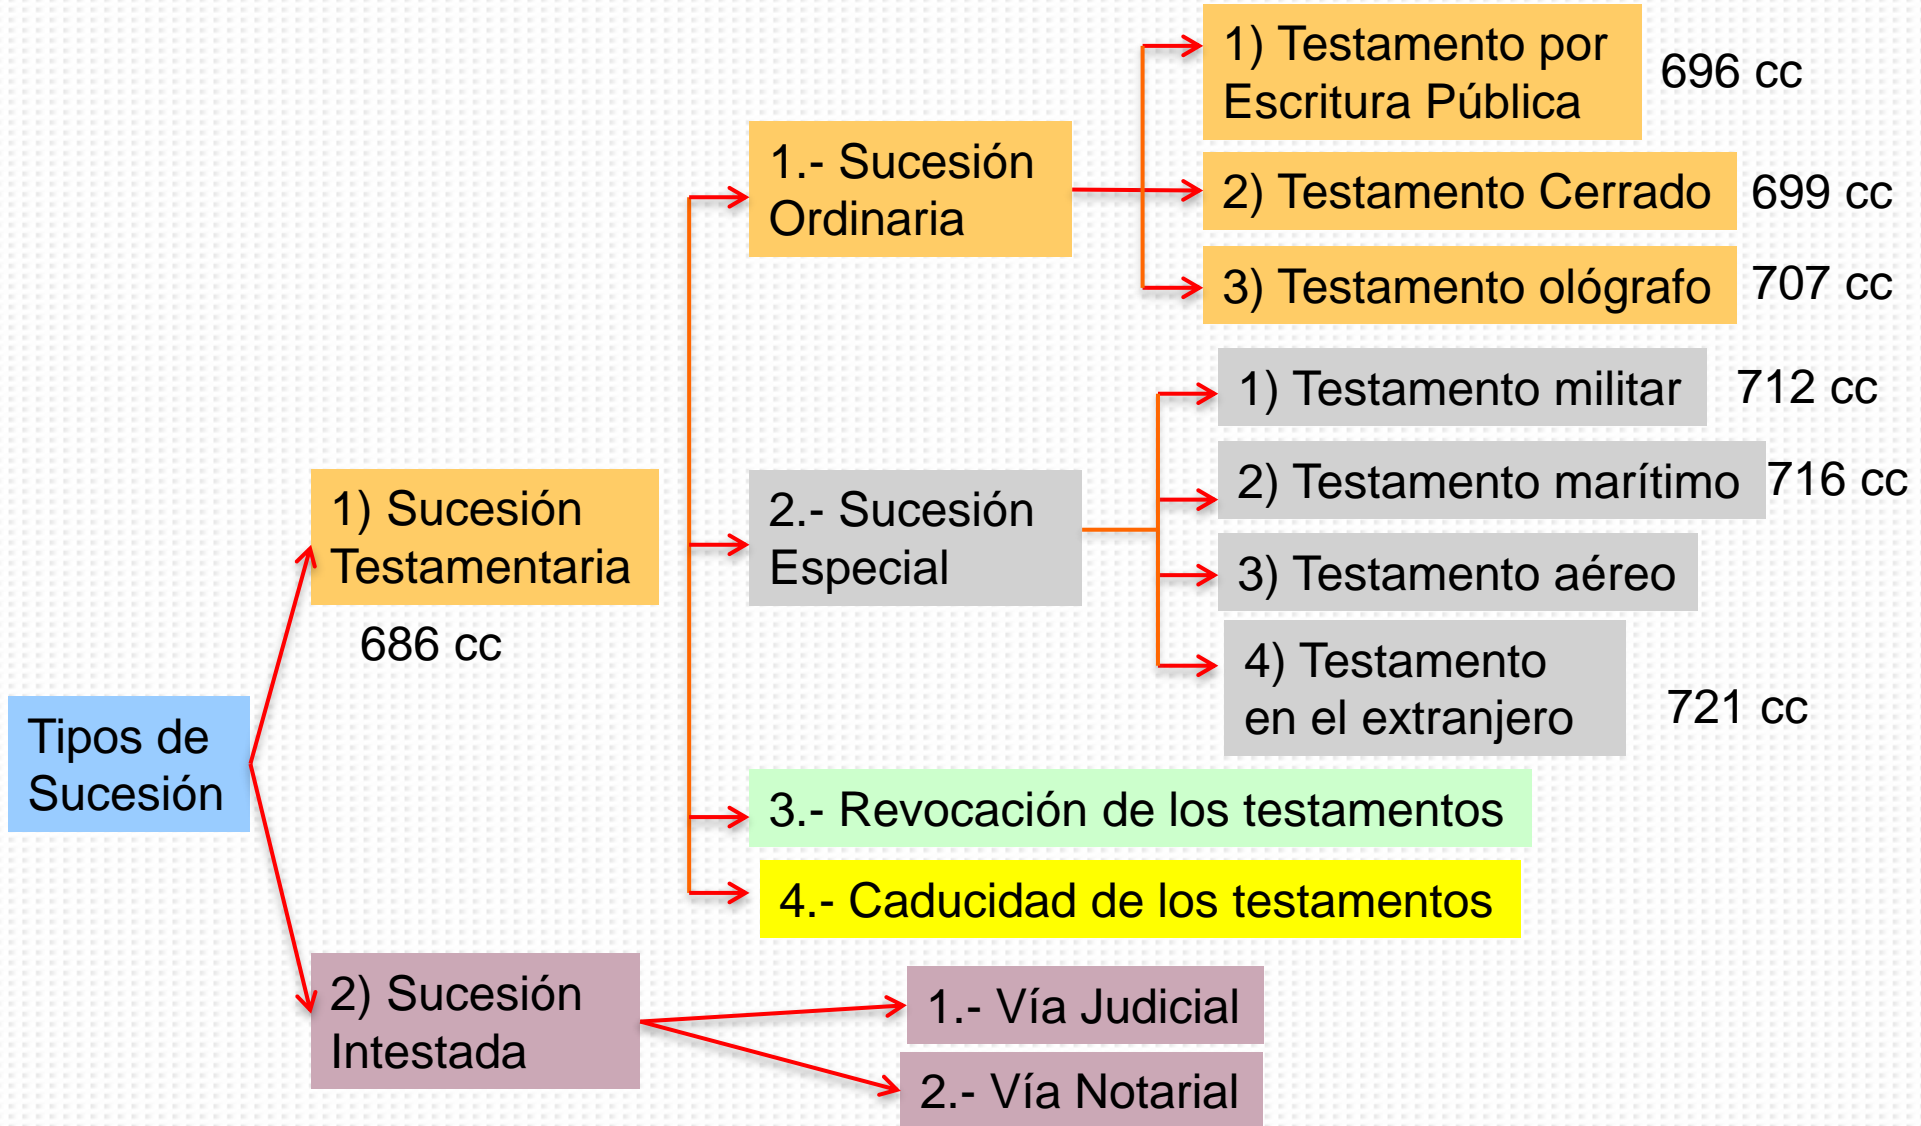 Tipos de
Sucesión
1) Sucesión
Testamentaria
686 cc
1.- Sucesión
Ordinaria
1) Testamento por
Escritura Pública
696 cc
2) Testamento Cerrado
699 cc
3) Testamento ológrafo
707 cc
2.- Sucesión
Especial
1) Testamento militar
712 cc
2) Testamento marítimo
716 cc
3) Testamento aéreo
4) Testamento
en el extranjero
721 cc
3.- Revocación de los testamentos
4.- Caducidad de los testamentos
2) Sucesión
Intestada
1.- Vía Judicial
2.- Vía Notarial